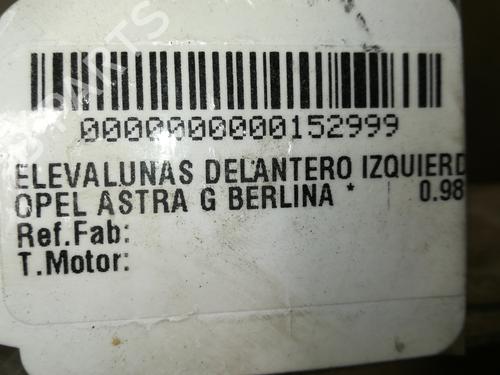 0000000000152999
ELEVALUNAS DELANTERO IZQUIERD
OPEL ASTRA G BERLINA * 0.98
Ref.Fab:
T.Motor: